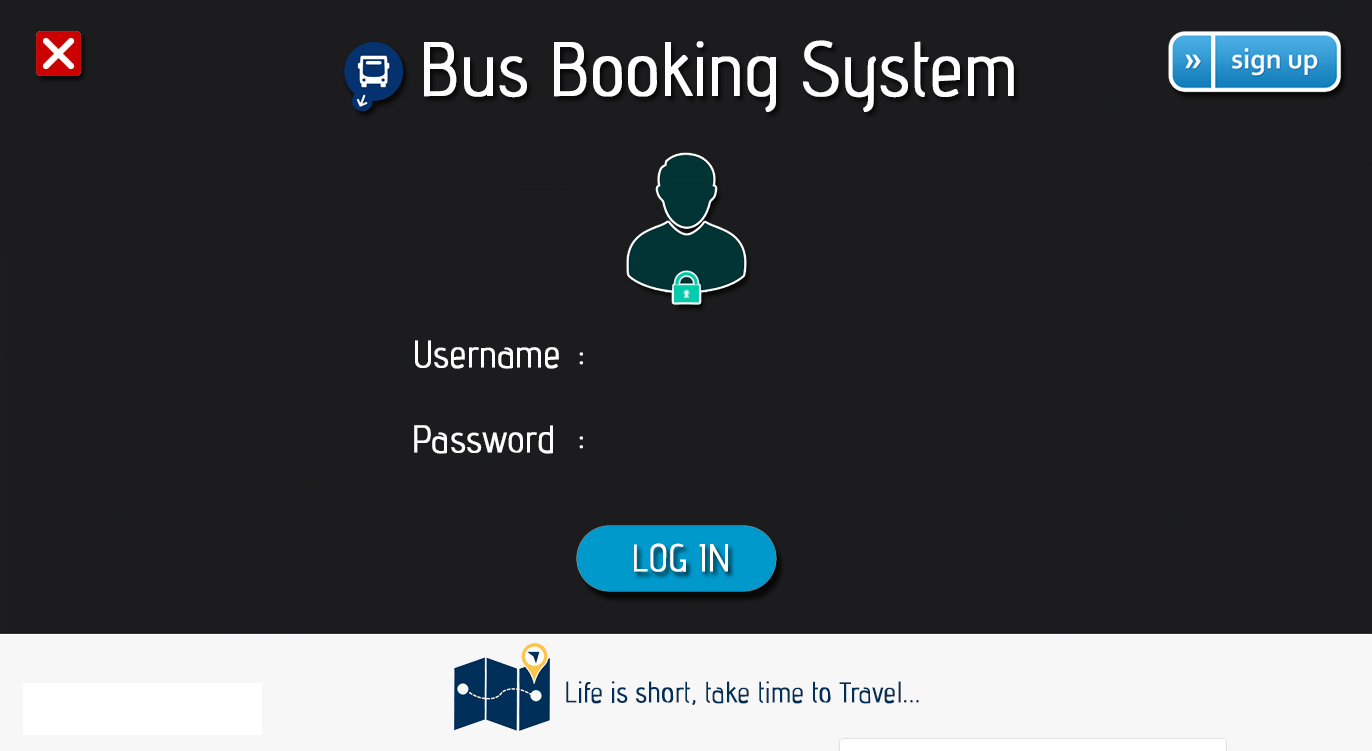 Bus Booking System
» sign up
Username :
Password :
LOG IN
Life is short, take time to Travel...